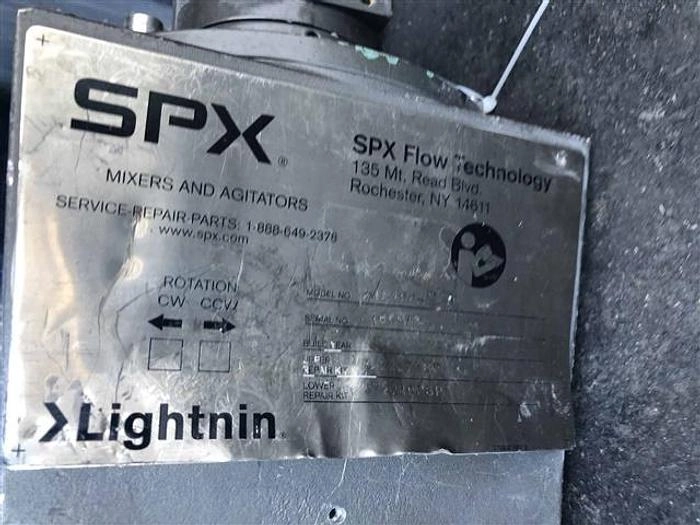 SPX®
MIXERS AND AGITATORS
SERVICE-REPAIR-PARTS: 1-888-649-2378
www.spx.com
SPX Flow Technology
135 Mt. Read Blvd.
Rochester, NY 14611
ROTATION
CW CCW
MODEL NO.
SERIAL NO.
BUILD YEAR
UPPER
REPAIR KIT
LOWER
REPAIR KIT
Lightnin®